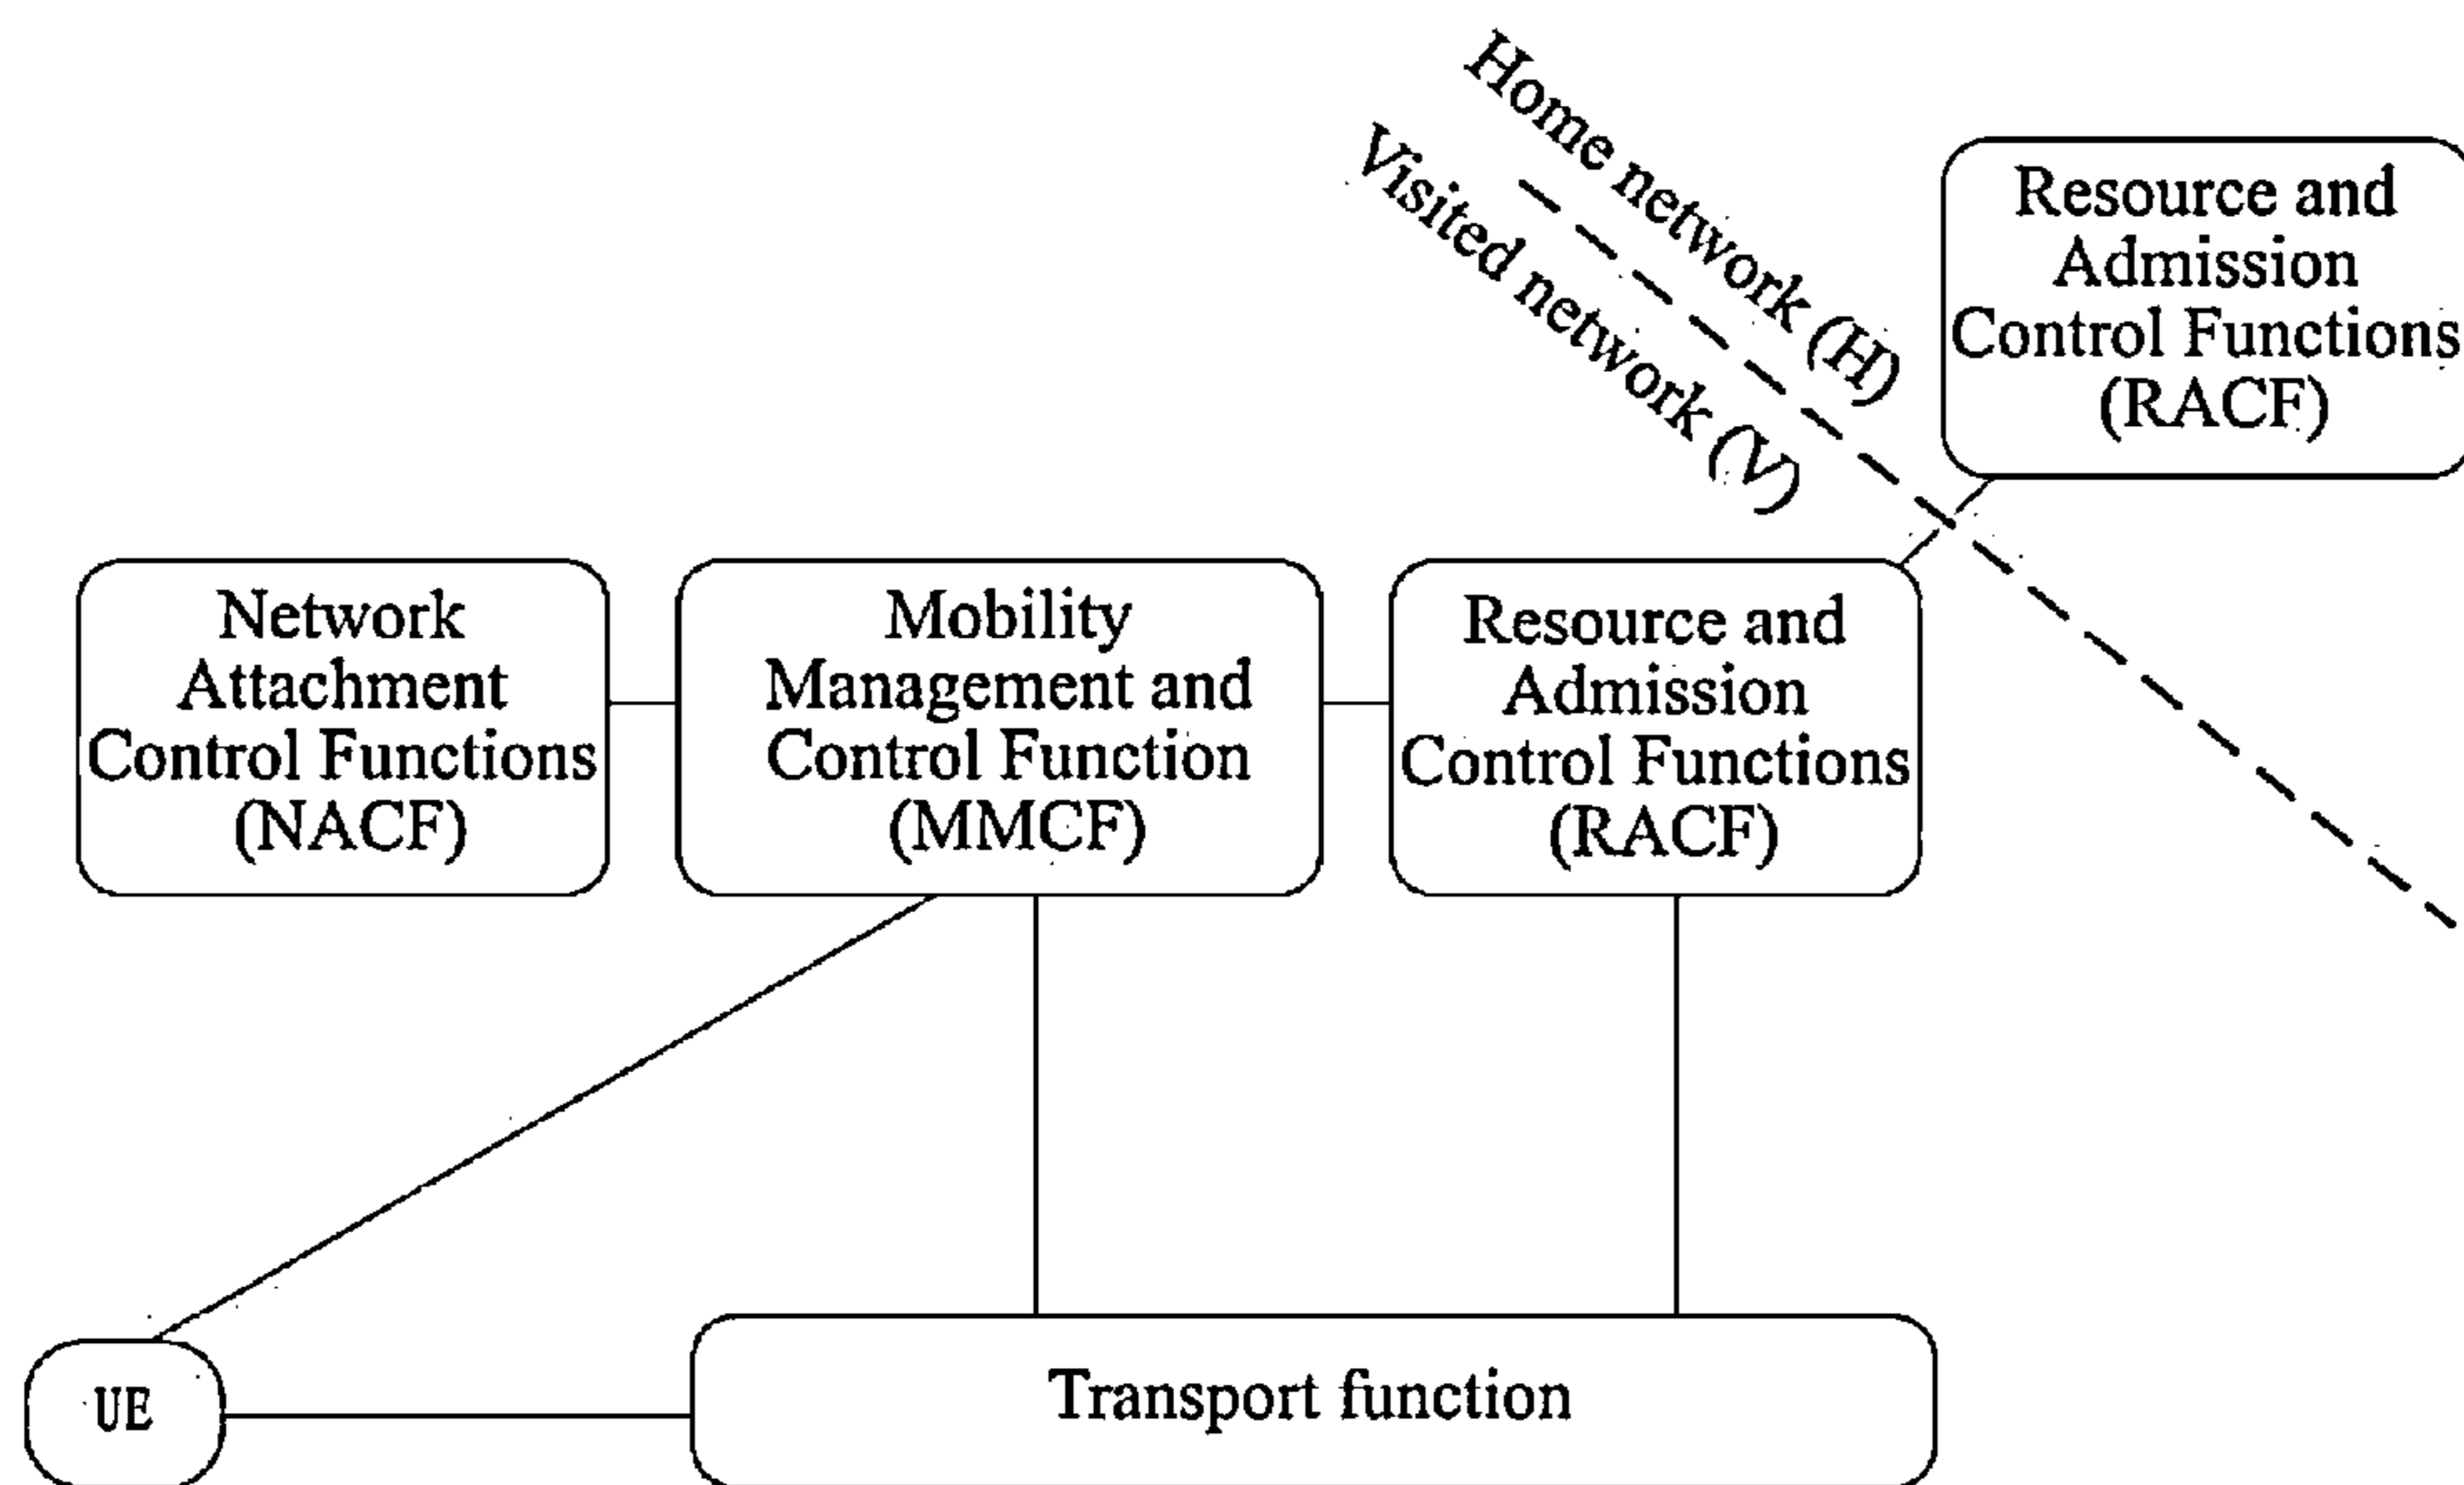 Home network (H)
Visited network (V)
Resource and
Admission
Control Functions
(RACF)
Network
Attachment
Control Functions
(NACF)
Mobility
Management and
Control Function
(MMCF)
Resource and
Admission
Control Functions
(RACF)
UE
Transport function